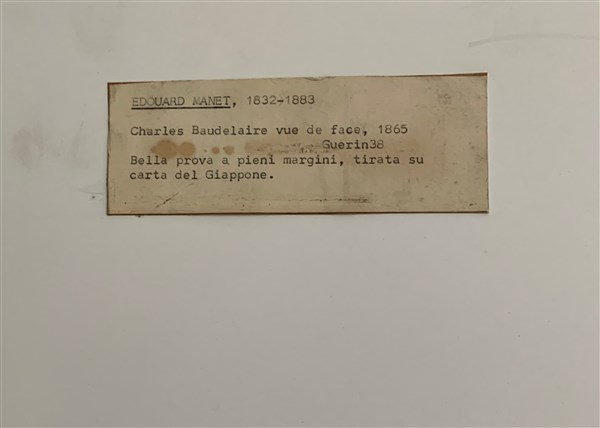 EDOUARD MANET, 1832-1883
Charles Baudelaire vue de face, 1865
Guerin38
Bella prova a pieni margini, tirata su
carta del Giappone.